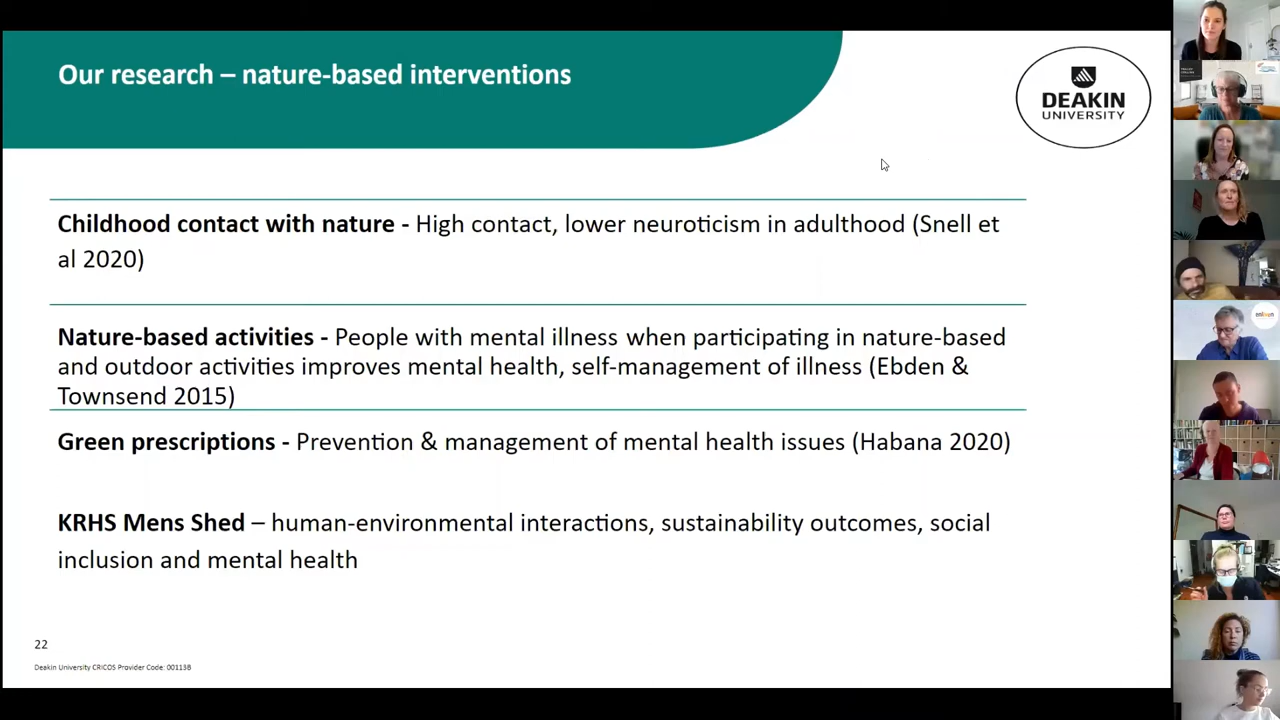 Our research – nature-based interventions
DEAKIN
UNIVERSITY
Childhood contact with nature - High contact, lower neuroticism in adulthood (Snell et
al 2020)
Nature-based activities - People with mental illness when participating in nature-based
and outdoor activities improves mental health, self-management of illness (Ebden &
Townsend 2015)
Green prescriptions - Prevention & management of mental health issues (Habana 2020)
KRHS Mens Shed – human-environmental interactions, sustainability outcomes, social
inclusion and mental health
22
Deakin University CRICOS Provider Code: 00113B